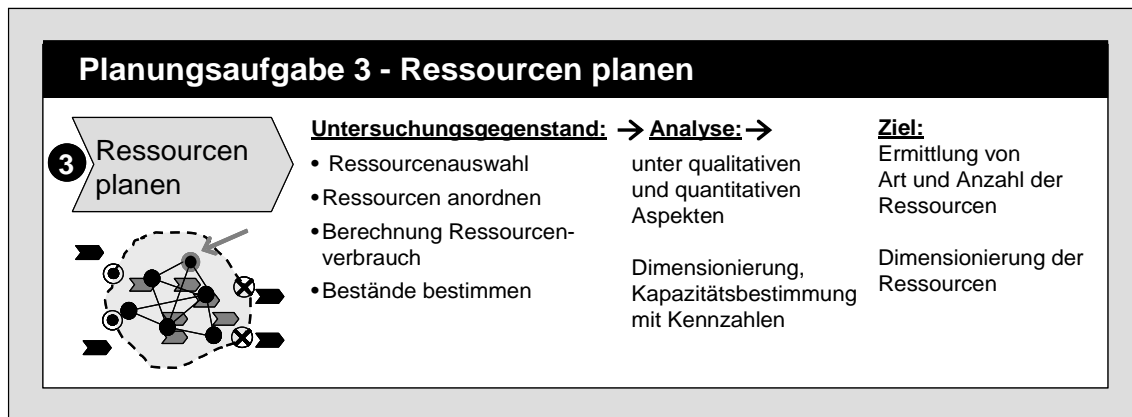 Planungsaufgabe 3 - Ressourcen planen
3
Ressourcen
planen
Untersuchungsgegenstand:
• Ressourcenauswahl
• Ressourcen anordnen
• Berechnung Ressourcen-
verbrauch
• Bestände bestimmen
→ Analyse: →
unter qualitativen
und quantitativen
Aspekten
Dimensionierung,
Kapazitätsbestimmung
mit Kennzahlen
Ziel:
Ermittlung von
Art und Anzahl der
Ressourcen
Dimensionierung der
Ressourcen